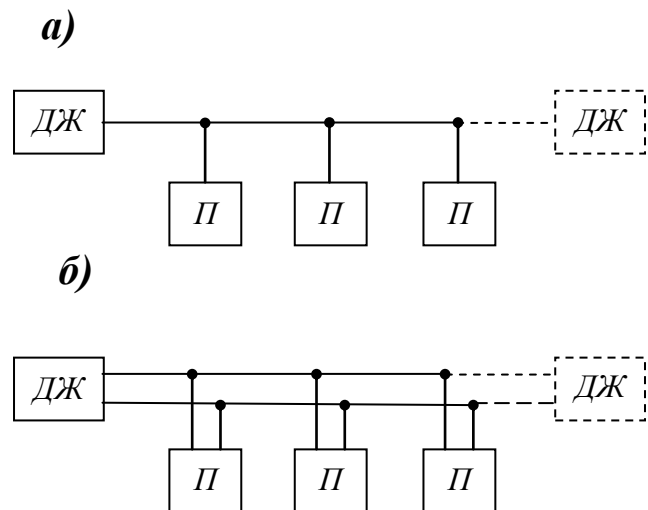 а)
ДЖ ДЖ
П П П
б)
ДЖ ДЖ
П П П